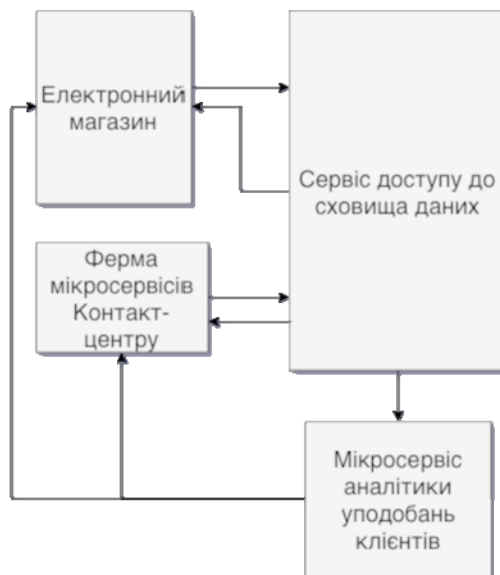 Електронний
магазин
Сервіс доступу до
сховища даних
Ферма
мікросервісів
Контакт-
центру
Мікросервіс
аналітики
уподобань
клієнтів